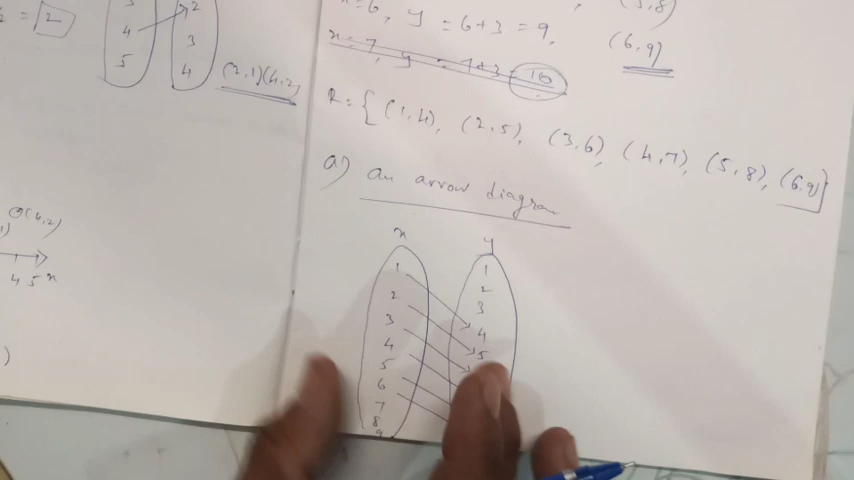 = 2
4
5
2
3
4
(2,1)(4,2)
(4,2)
4 5 x
x = 6, y = 6+3 = 9, (6,9)
x = 7, y = 7+3 = 10
R = { (1,4), (2,5), (3,6), (4,7), (5,8), (6,9)}
a) an arrow diagram
x y
1 1
2 2
3 3
4 4
5 5
6
7
8
9